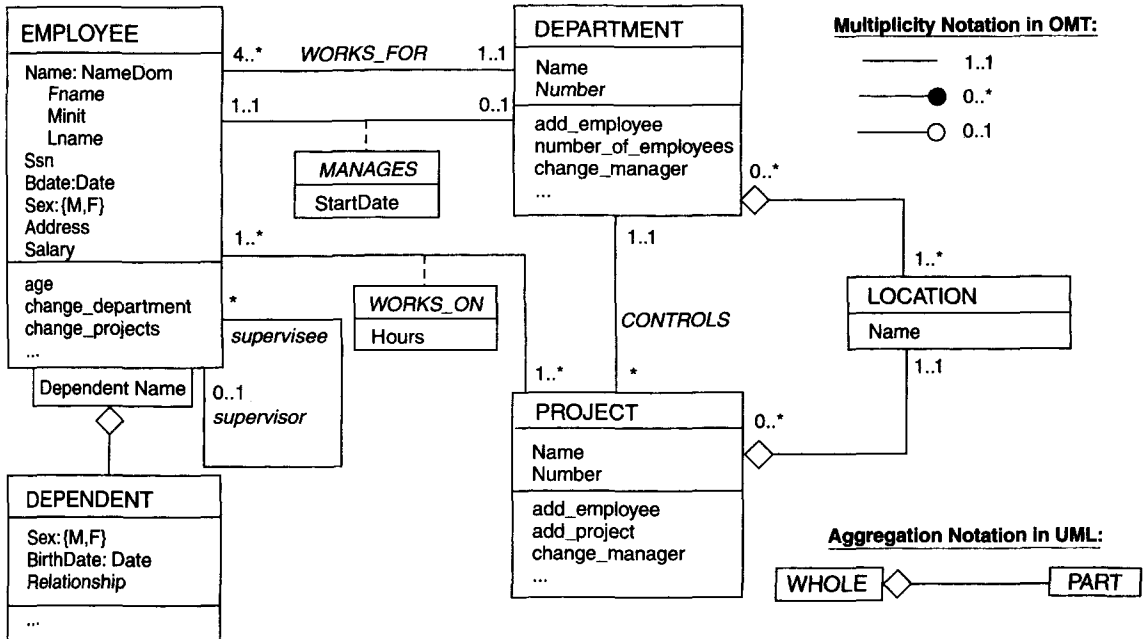 EMPLOYEE
Name: NameDom
Fname
Minit
Lname
Ssn
Bdate:Date
Sex:{M,F}
Address
Salary
age
change_department
change_projects
...
Dependent Name
DEPENDENT
Sex:{M,F}
BirthDate: Date
Relationship
...
4..* WORKS_FOR 1..1
1..1 0..1
MANAGES
StartDate
1..*
WORKS_ON
Hours
1..*
*
supervisee
0..1
supervisor
DEPARTMENT
Name
Number
add_employee
number_of_employees
change_manager
...
0..*
1..1
CONTROLS
*
PROJECT
Name
Number
add_employee
add_project
change_manager
...
0..*
1..*
LOCATION
Name
1..1
Multiplicity Notation in OMT:
1..1
0..*
0..1
Aggregation Notation in UML:
WHOLE PART